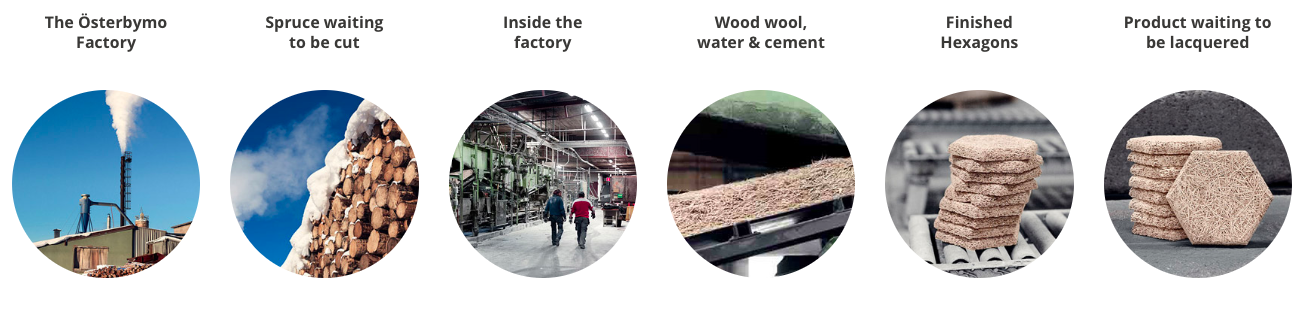 The Österbymo
Factory
Spruce waiting
to be cut
Inside the
factory
Wood wool,
water & cement
Finished
Hexagons
Product waiting to
be lacquered